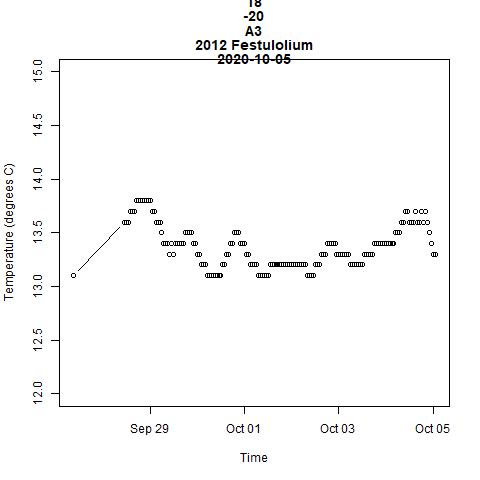 18
-20
A3
2012 Festulolium
2020-10-05
15.0
14.5
14.0
13.5
13.0
12.5
12.0
Temperature (degrees C)
Sep 29
Oct 01
Oct 03
Oct 05
Time